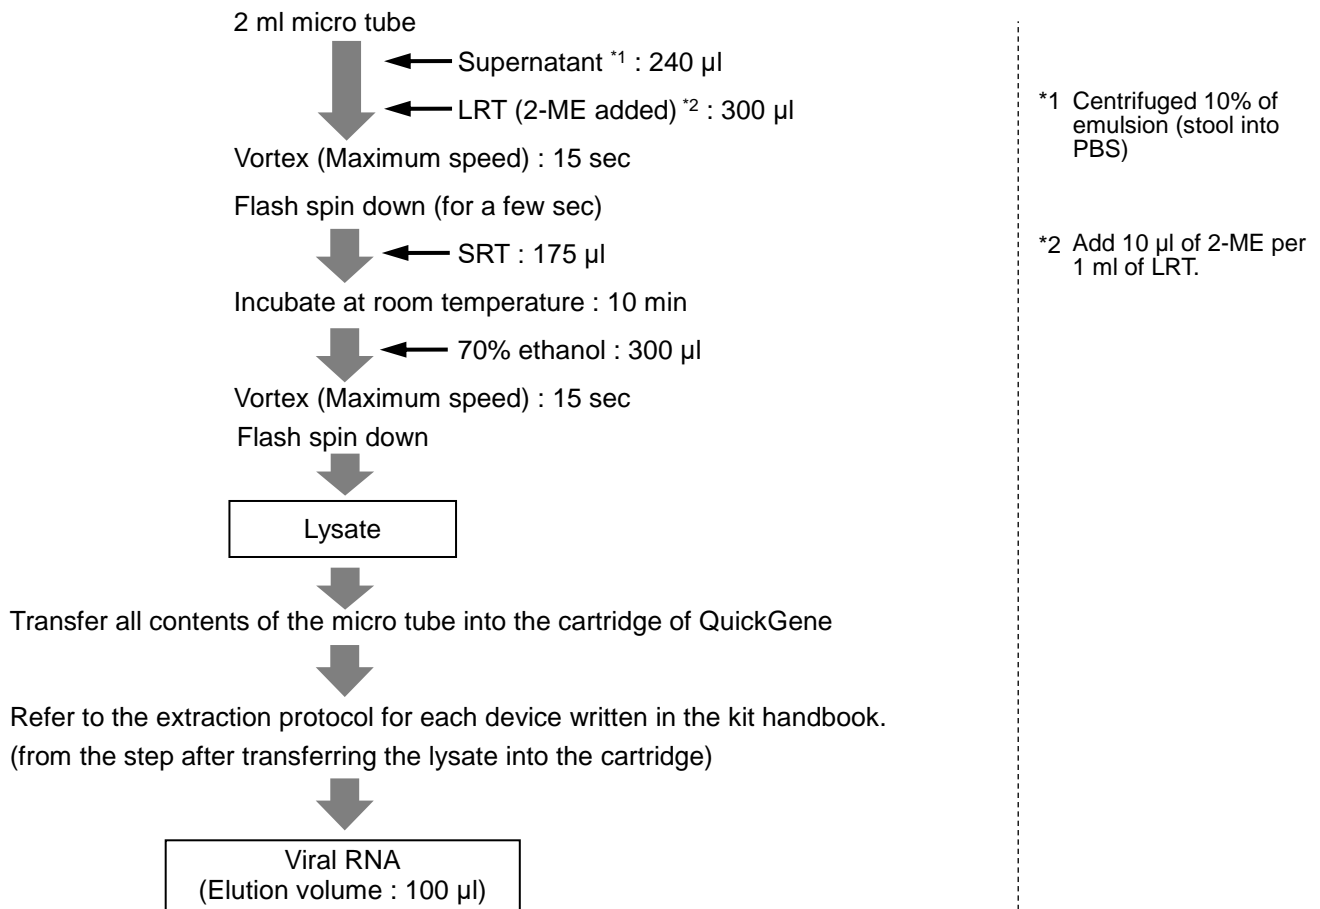 2 ml micro tube
Supernatant *1 : 240 µl
LRT (2-ME added) *2 : 300 µl
Vortex (Maximum speed) : 15 sec
Flash spin down (for a few sec)
SRT : 175 µl
Incubate at room temperature : 10 min
70% ethanol : 300 µl
Vortex (Maximum speed) : 15 sec
Flash spin down
Lysate
Transfer all contents of the micro tube into the cartridge of QuickGene
Refer to the extraction protocol for each device written in the kit handbook.
(from the step after transferring the lysate into the cartridge)
Viral RNA
(Elution volume : 100 µl)
*1 Centrifuged 10% of
emulsion (stool into
PBS)
*2 Add 10 µl of 2-ME per
1 ml of LRT.